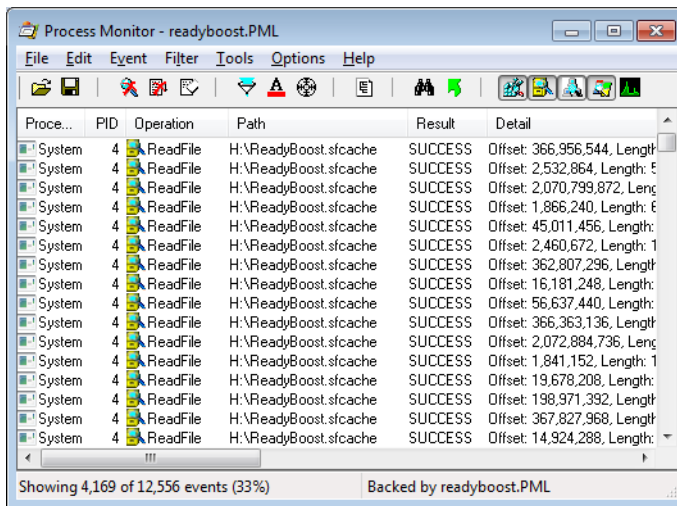 Process Monitor - readyboost.PML
File Edit Event Filter Tools Options Help
Proce... PID Operation Path Result Detail
System 4 ReadFile H:\ReadyBoost.sfcache SUCCESS Offset: 366,956,544, Length
System 4 ReadFile H:\ReadyBoost.sfcache SUCCESS Offset: 2,532,864, Length: 5
System 4 ReadFile H:\ReadyBoost.sfcache SUCCESS Offset: 2,070,799,872, Leng
System 4 ReadFile H:\ReadyBoost.sfcache SUCCESS Offset: 1,866,240, Length: 6
System 4 ReadFile H:\ReadyBoost.sfcache SUCCESS Offset: 45,011,456, Length:
System 4 ReadFile H:\ReadyBoost.sfcache SUCCESS Offset: 2,460,672, Length: 1
System 4 ReadFile H:\ReadyBoost.sfcache SUCCESS Offset: 362,807,296, Length
System 4 ReadFile H:\ReadyBoost.sfcache SUCCESS Offset: 16,181,248, Length:
System 4 ReadFile H:\ReadyBoost.sfcache SUCCESS Offset: 56,637,440, Length:
System 4 ReadFile H:\ReadyBoost.sfcache SUCCESS Offset: 366,363,136, Length
System 4 ReadFile H:\ReadyBoost.sfcache SUCCESS Offset: 2,072,884,736, Leng
System 4 ReadFile H:\ReadyBoost.sfcache SUCCESS Offset: 1,841,152, Length: 1
System 4 ReadFile H:\ReadyBoost.sfcache SUCCESS Offset: 19,678,208, Length:
System 4 ReadFile H:\ReadyBoost.sfcache SUCCESS Offset: 198,971,392, Length
System 4 ReadFile H:\ReadyBoost.sfcache SUCCESS Offset: 367,827,968, Length
System 4 ReadFile H:\ReadyBoost.sfcache SUCCESS Offset: 14,924,288, Length:
Showing 4,169 of 12,556 events (33%) Backed by readyboost.PML